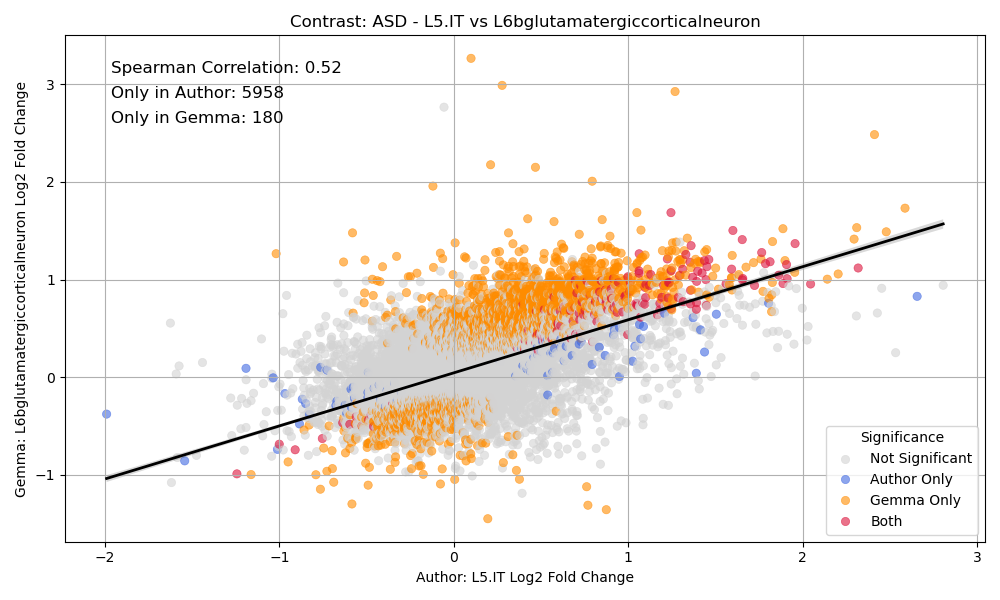 Contrast: ASD - L5.IT vs L6bglutamatergiccorticalneuron
Spearman Correlation: 0.52
Only in Author: 5958
Only in Gemma: 180
Gemma: L6bglutamatergiccorticalneuron Log2 Fold Change
3
2
1
0
−1
−2
−1
0
1
2
3
Author: L5.IT Log2 Fold Change
Significance
Not Significant
Author Only
Gemma Only
Both